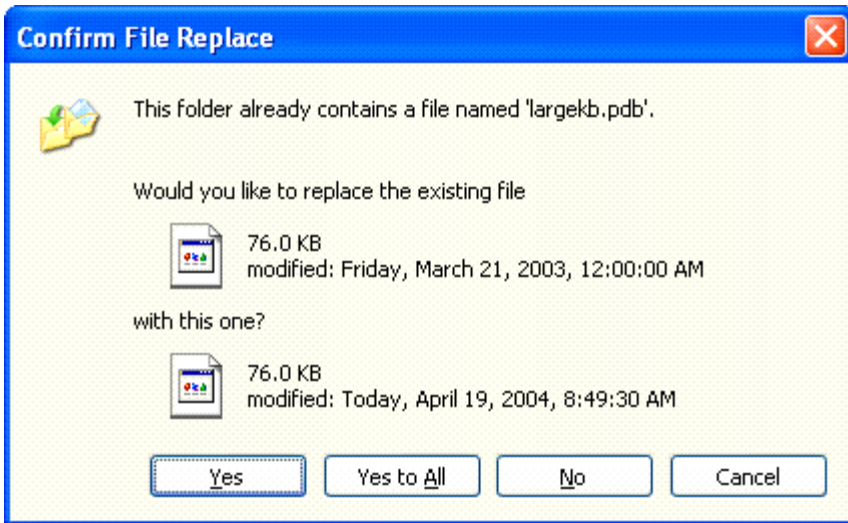 Confirm File Replace
This folder already contains a file named 'largekb.pdb'.
Would you like to replace the existing file
76.0 KB
modified: Friday, March 21, 2003, 12:00:00 AM
with this one?
76.0 KB
modified: Today, April 19, 2004, 8:49:30 AM
Yes Yes to All No Cancel